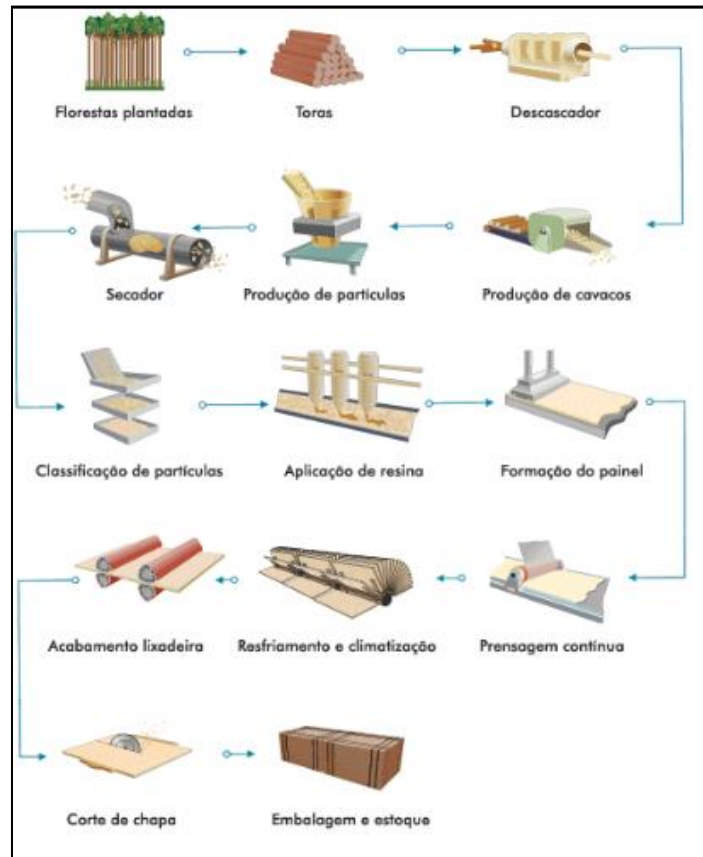 Florestas plantadas
Toras
Descascador
Secador
Produção de partículas
Produção de cavacos
Classificação de partículas
Aplicação de resina
Formação do painel
Acabamento lixadeira
Resfriamento e climatização
Prensagem contínua
Corte de chapa
Embalagem e estoque